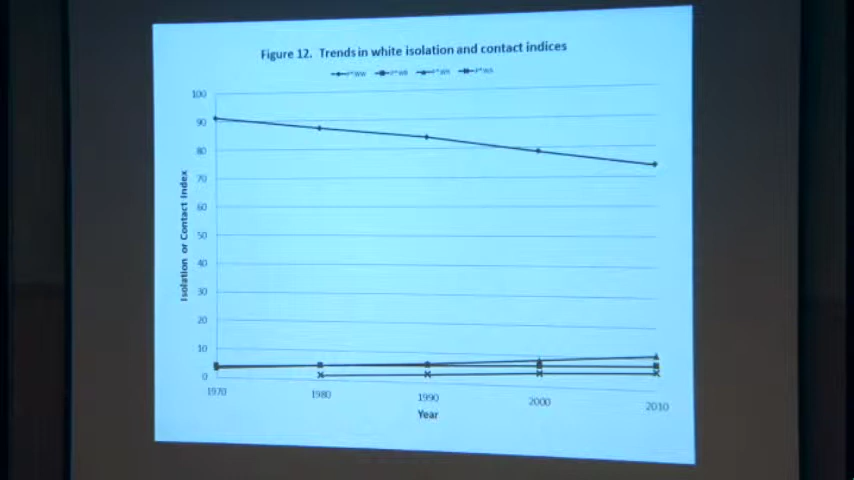 Figure 12. Trends in white isolation and contact indices
100
90
80
70
60
50
40
30
20
10
0
Isolation or Contact Index
1970 1980 1990 2000 2010
Year